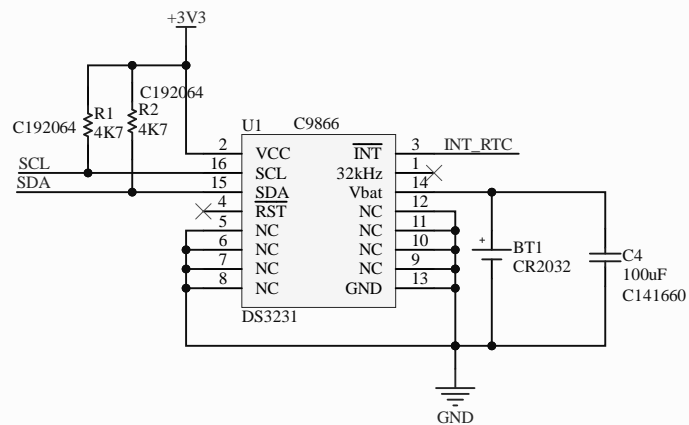 +3V3
C192064
R1
R2
C192064
4K7
4K7
U1
C9866
2
VCC
INT
3
INT_RTC
SCL
16
SCL
32kHz
1
SDA
15
SDA
Vbat
14
4
RST
NC
12
5
NC
NC
11
6
NC
NC
10
+
BT1
C4
7
NC
NC
9
CR2032
100uF
8
NC
GND
13
C141660
DS3231
GND